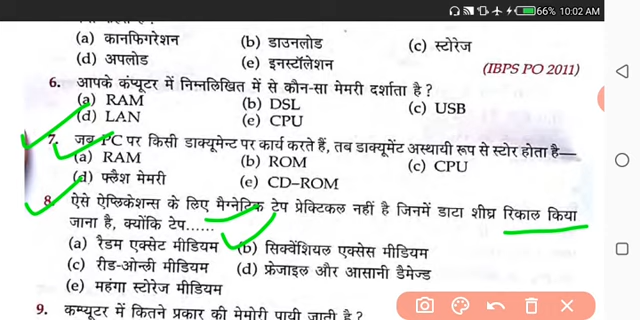 66% 10:02 AM
(a) कानफिगरेशन (b) डाउनलोड (c) स्टोरेज
(d) अपलोड (e) इनस्टॉलेशन
(IBPS PO 2011)
6. आपके कंप्यूटर में निम्नलिखित में से कौन-सा मेमरी दर्शाता है?
(a) RAM (b) DSL (c) USB
(d) LAN (e) CPU
7. जब PC पर किसी डाक्यूमेन्ट पर कार्य करते हैं, तब डाक्यूमेंट अस्थायी रूप से स्टोर होता है—
(a) RAM (b) ROM (c) CPU
(d) फ्लैश मेमरी (e) CD-ROM
8. ऐसे ऐप्लिकेशन्स के लिए मैग्नेटिक टेप प्रेक्टिकल नहीं है जिनमें डाटा शीघ्र रिकाल किया
जाना है, क्योंकि टेप......
(a) रैडम एक्सेट मीडियम (b) सिक्वेंशियल एक्सेस मीडियम
(c) रीड-ओन्ली मीडियम (d) फ्रेजाइल और आसानी डैमेज्ड
(e) महंगा स्टोरेज मीडियम
9. कम्प्यूटर में कितने प्रकार की मेमोरी पायी जाती है?